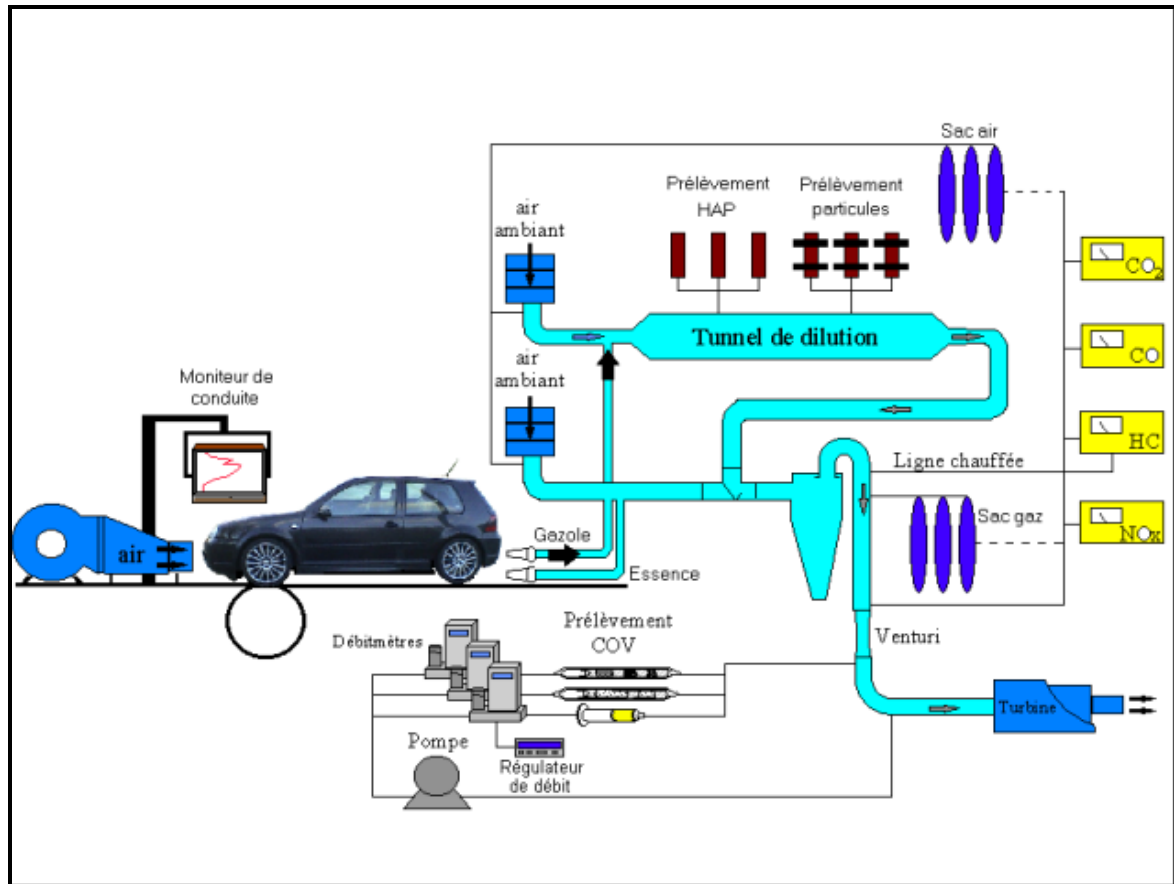 Sac air
Prélèvement
HAP
Prélèvement
particules
air
ambiant
CO2
Tunnel de dilution
CO
air
ambiant
Moniteur de
conduite
HC
Ligne chauffée
Sac gaz
NOx
Gazole
air
Essence
Prélèvement
COV
Débitmètres
Venturi
Turbine
Pompe
Régulateur
de débit